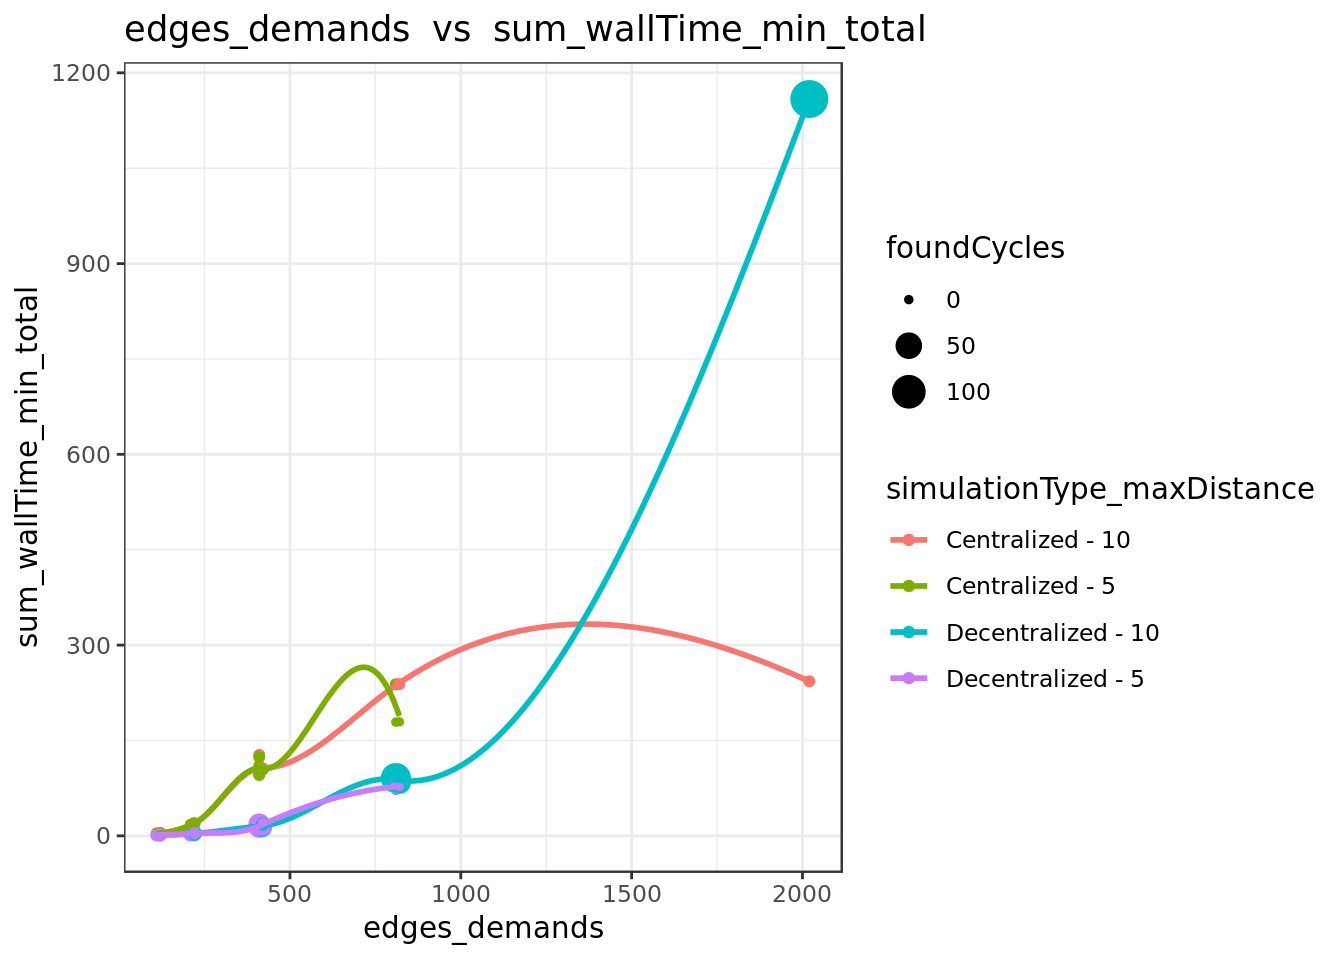 edges_demands vs sum_wallTime_min_total
sum_wallTime_min_total
1200
900
600
300
0
500 1000 1500 2000
edges_demands
foundCycles
0
50
100
simulationType_maxDistance
Centralized - 10
Centralized - 5
Decentralized - 10
Decentralized - 5